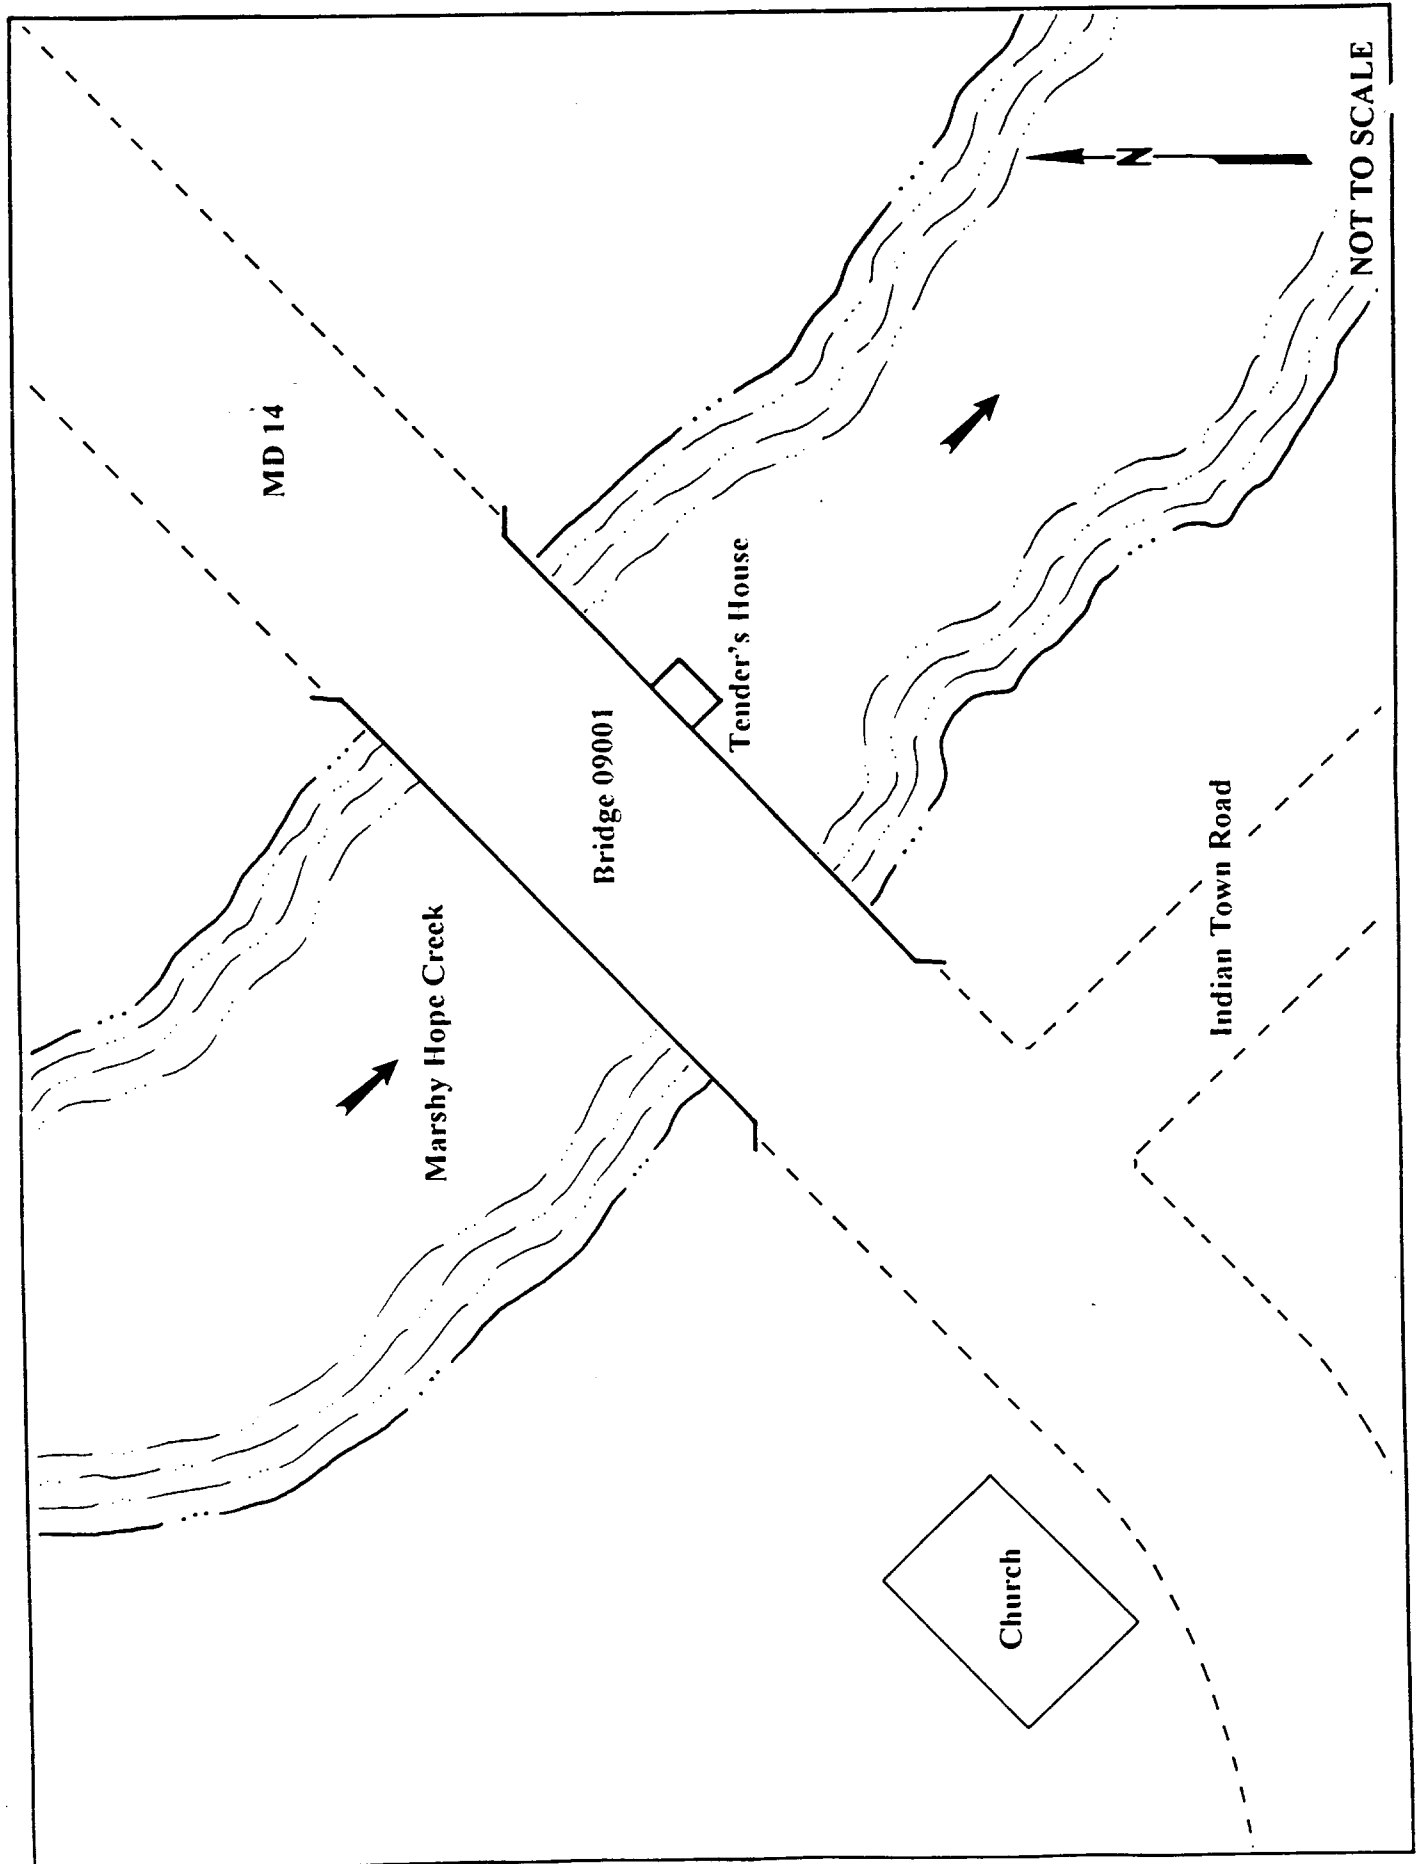 MD 14
Bridge 09001
Tender's House
Marshy Hope Creek
Indian Town Road
Church
N
NOT TO SCALE